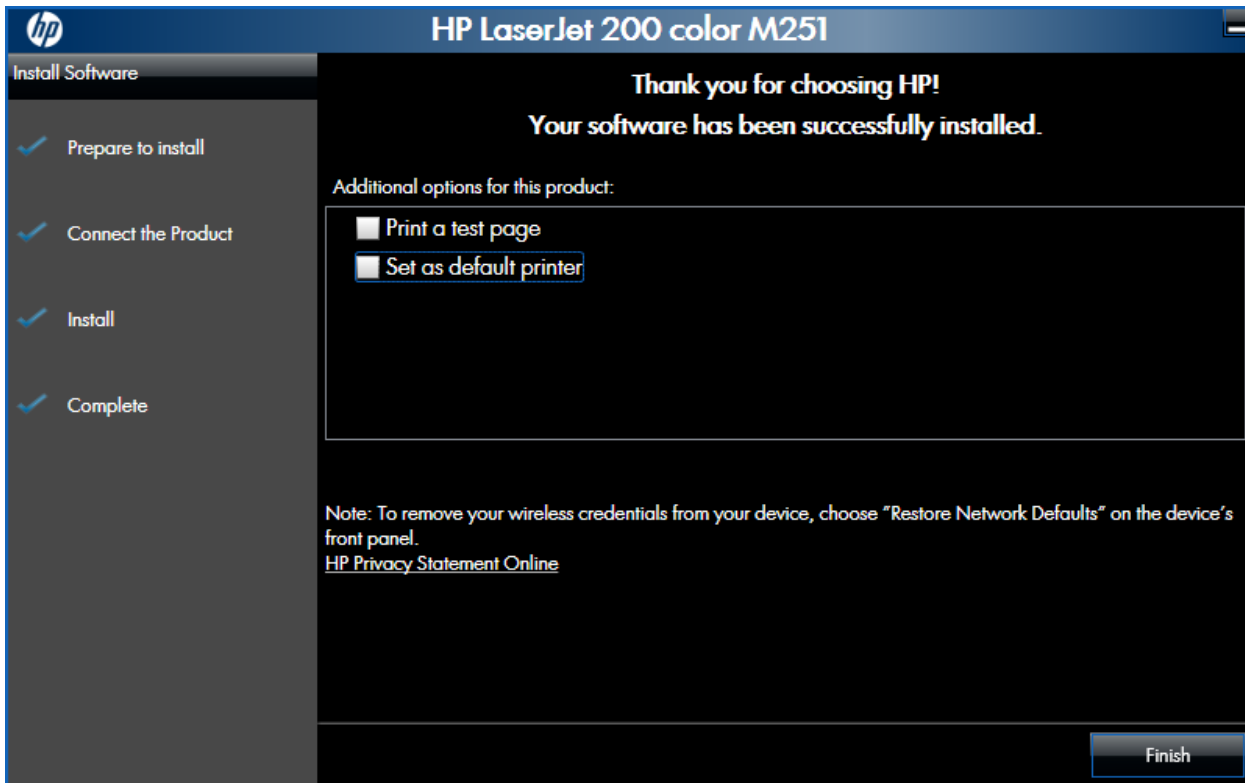 hp
HP LaserJet 200 color M251
Install Software
Prepare to install
Connect the Product
Install
Complete
Thank you for choosing HP!
Your software has been successfully installed.
Additional options for this product:
Print a test page
Set as default printer
Note: To remove your wireless credentials from your device, choose "Restore Network Defaults" on the device's
front panel.
HP Privacy Statement Online
Finish